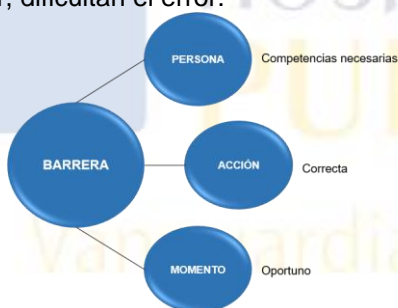 , dificultan el error.
PERSONA
Competencias necesarias
BARRERA
ACCIÓN
Correcta
MOMENTO
Oportuno